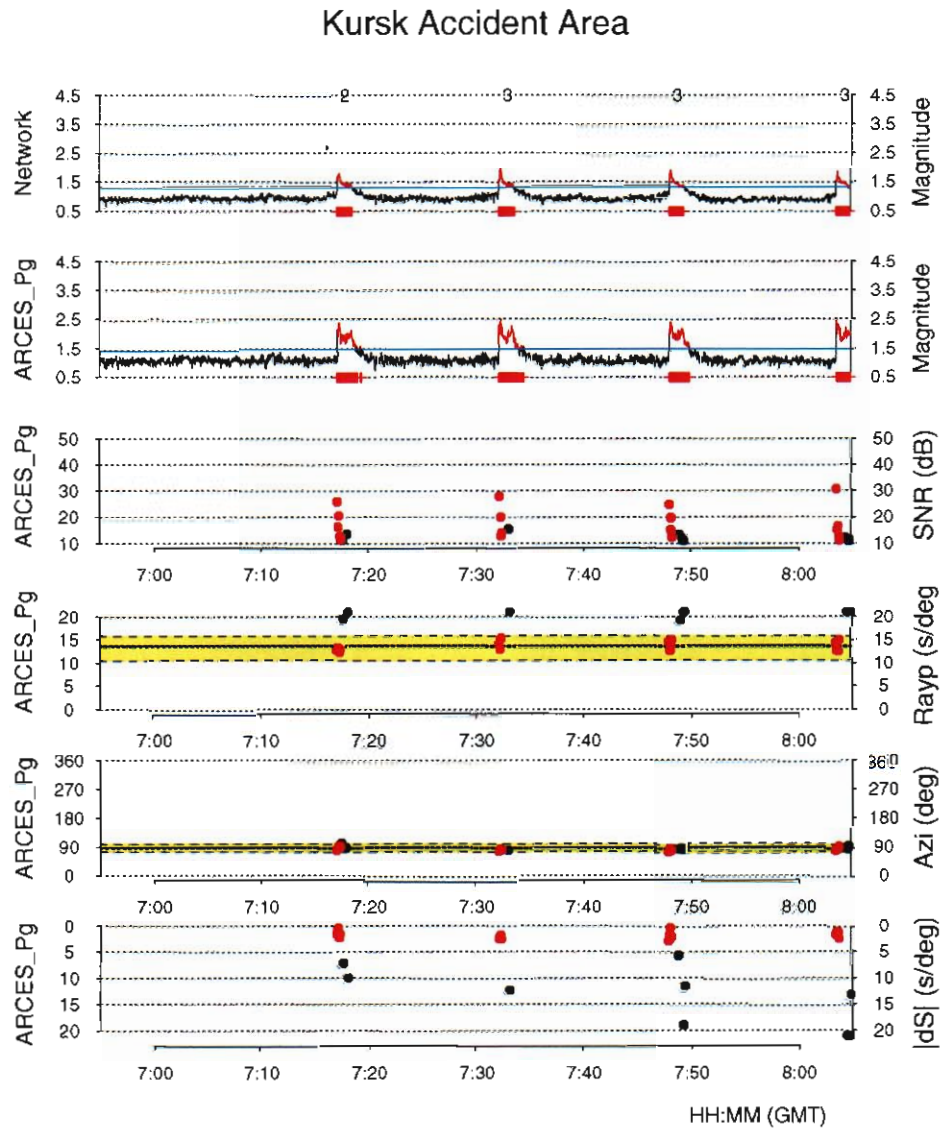 Kursk Accident Area
Network
4.5 3.5 2.5 1.5 0.5
2 3 3 3
4.5 3.5 2.5 1.5 0.5
Magnitude
ARCES_Pg
4.5 3.5 2.5 1.5 0.5
4.5 3.5 2.5 1.5 0.5
Magnitude
ARCES_Pg
50 40 30 20 10
50 40 30 20 10
SNR (dB)
7:00 7:10 7:20 7:30 7:40 7:50 8:00
ARCES_Pg
20 15 10 5 0
20 15 10 5 0
Rayp (s/deg
7:00 7:10 7:20 7:30 7:40 7:50 8:00
ARCES_Pg
360 270 180 90 0
360 270 180 90 0
Azi (deg)
7:00 7:10 7:20 7:30 7:40 7:50 8:00
ARCES_Pg
0 5 10 15 20
0 5 10 15 20
|dS| (s/deg)
7:00 7:10 7:20 7:30 7:40 7:50 8:00
HH:MM (GMT)